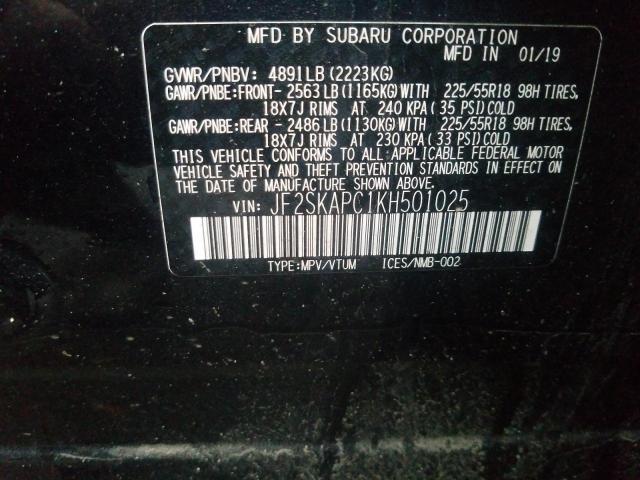 MFD BY SUBARU CORPORATION
MFD IN 01/19
GVWR/PNBV: 4891LB (2223KG)
GAWR/PNBE:FRONT- 2563 LB (1165KG) WITH 225/55R18 98H TIRES,
18X7J RIMS AT 240 KPA (35 PSI) COLD
GAWR/PNBE:REAR - 2486 LB (1130KG) WITH 225/55R18 98H TIRES,
18X7J RIMS AT 230 KPA (33 PSI) COLD
THIS VEHICLE CONFORMS TO ALL APPLICABLE FEDERAL MOTOR
VEHICLE SAFETY AND THEFT PREVENTION STANDARDS IN EFFECT ON
THE DATE OF MANUFACTURE SHOWN ABOVE.
VIN: JF2SKAPC1KH501025
TYPE:MPV/VTUM ICES/NMB-002